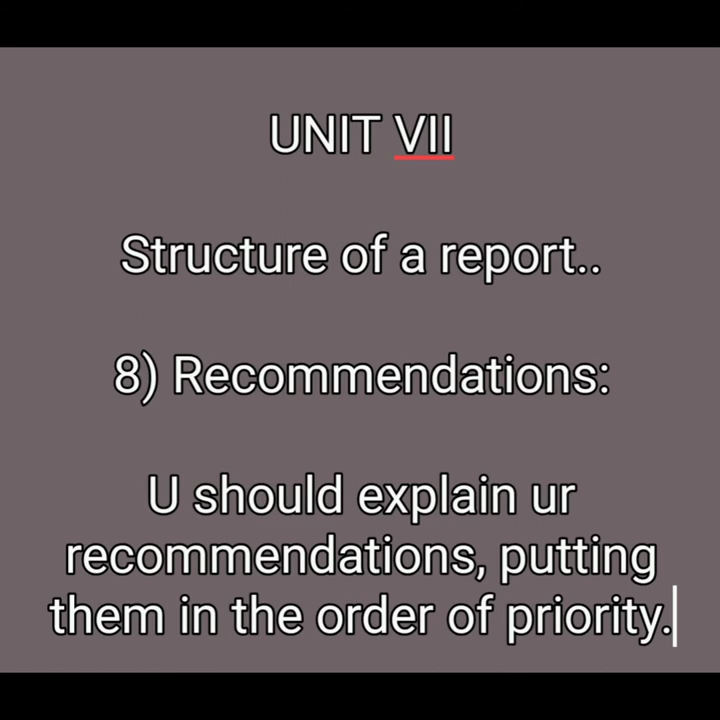 UNIT VII
Structure of a report..
8) Recommendations:
U should explain ur
recommendations, putting
them in the order of priority.